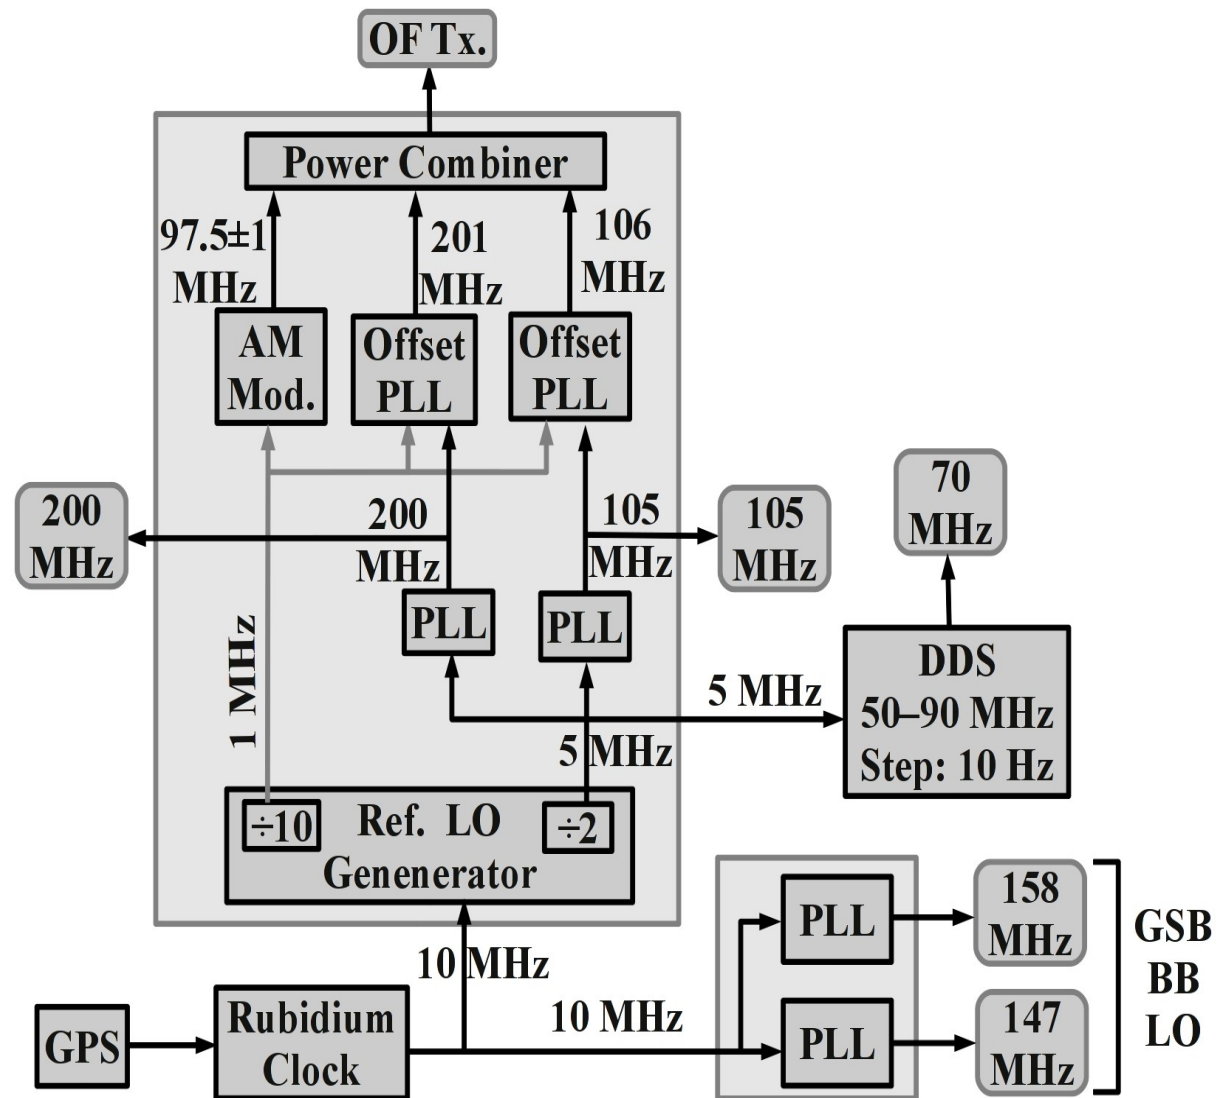 OF Tx.
Power Combiner
97.5±1
MHz
201
MHz
106
MHz
AM
Mod.
Offset
PLL
Offset
PLL
200
MHz
200
MHz
105
MHz
105
MHz
70
MHz
1 MHz
PLL
PLL
5 MHz
5 MHz
DDS
50–90 MHz
Step: 10 Hz
÷10
Ref. LO
Genenerator
÷2
10 MHz
GPS
Rubidium
Clock
10 MHz
PLL
PLL
158
MHz
147
MHz
GSB
BB
LO